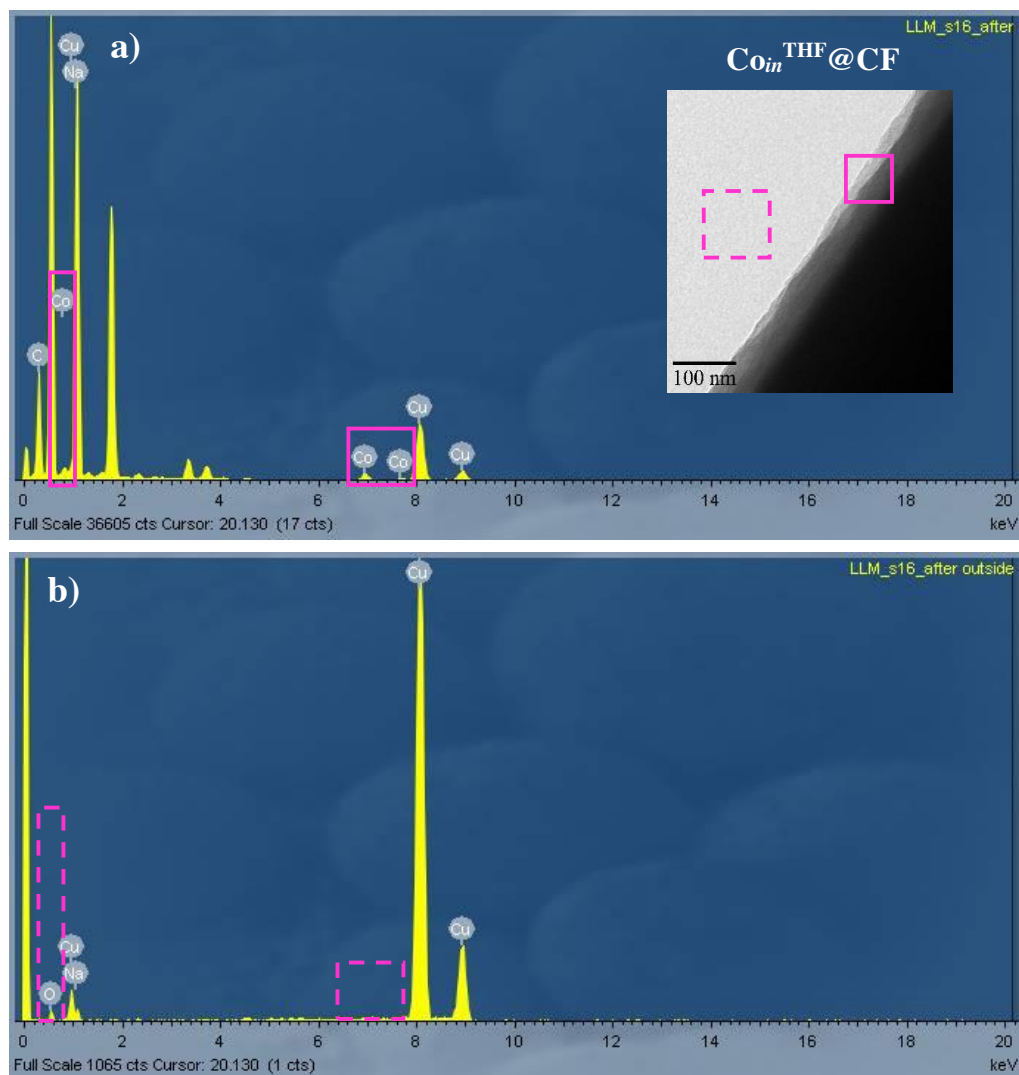 a)
LLM_s16_after
Co_in^THF@CF
Cu
Na
Co
C
100 nm
Cu
Co
Co
Cu
0 2 4 6 8 10 12 14 16 18 20
Full Scale 36605 cts Cursor: 20.130 (17 cts)
keV
b)
LLM_s16_after outside
Cu
Cu
Cu
Na
O
0 2 4 6 8 10 12 14 16 18 20
Full Scale 1065 cts Cursor: 20.130 (1 cts)
keV